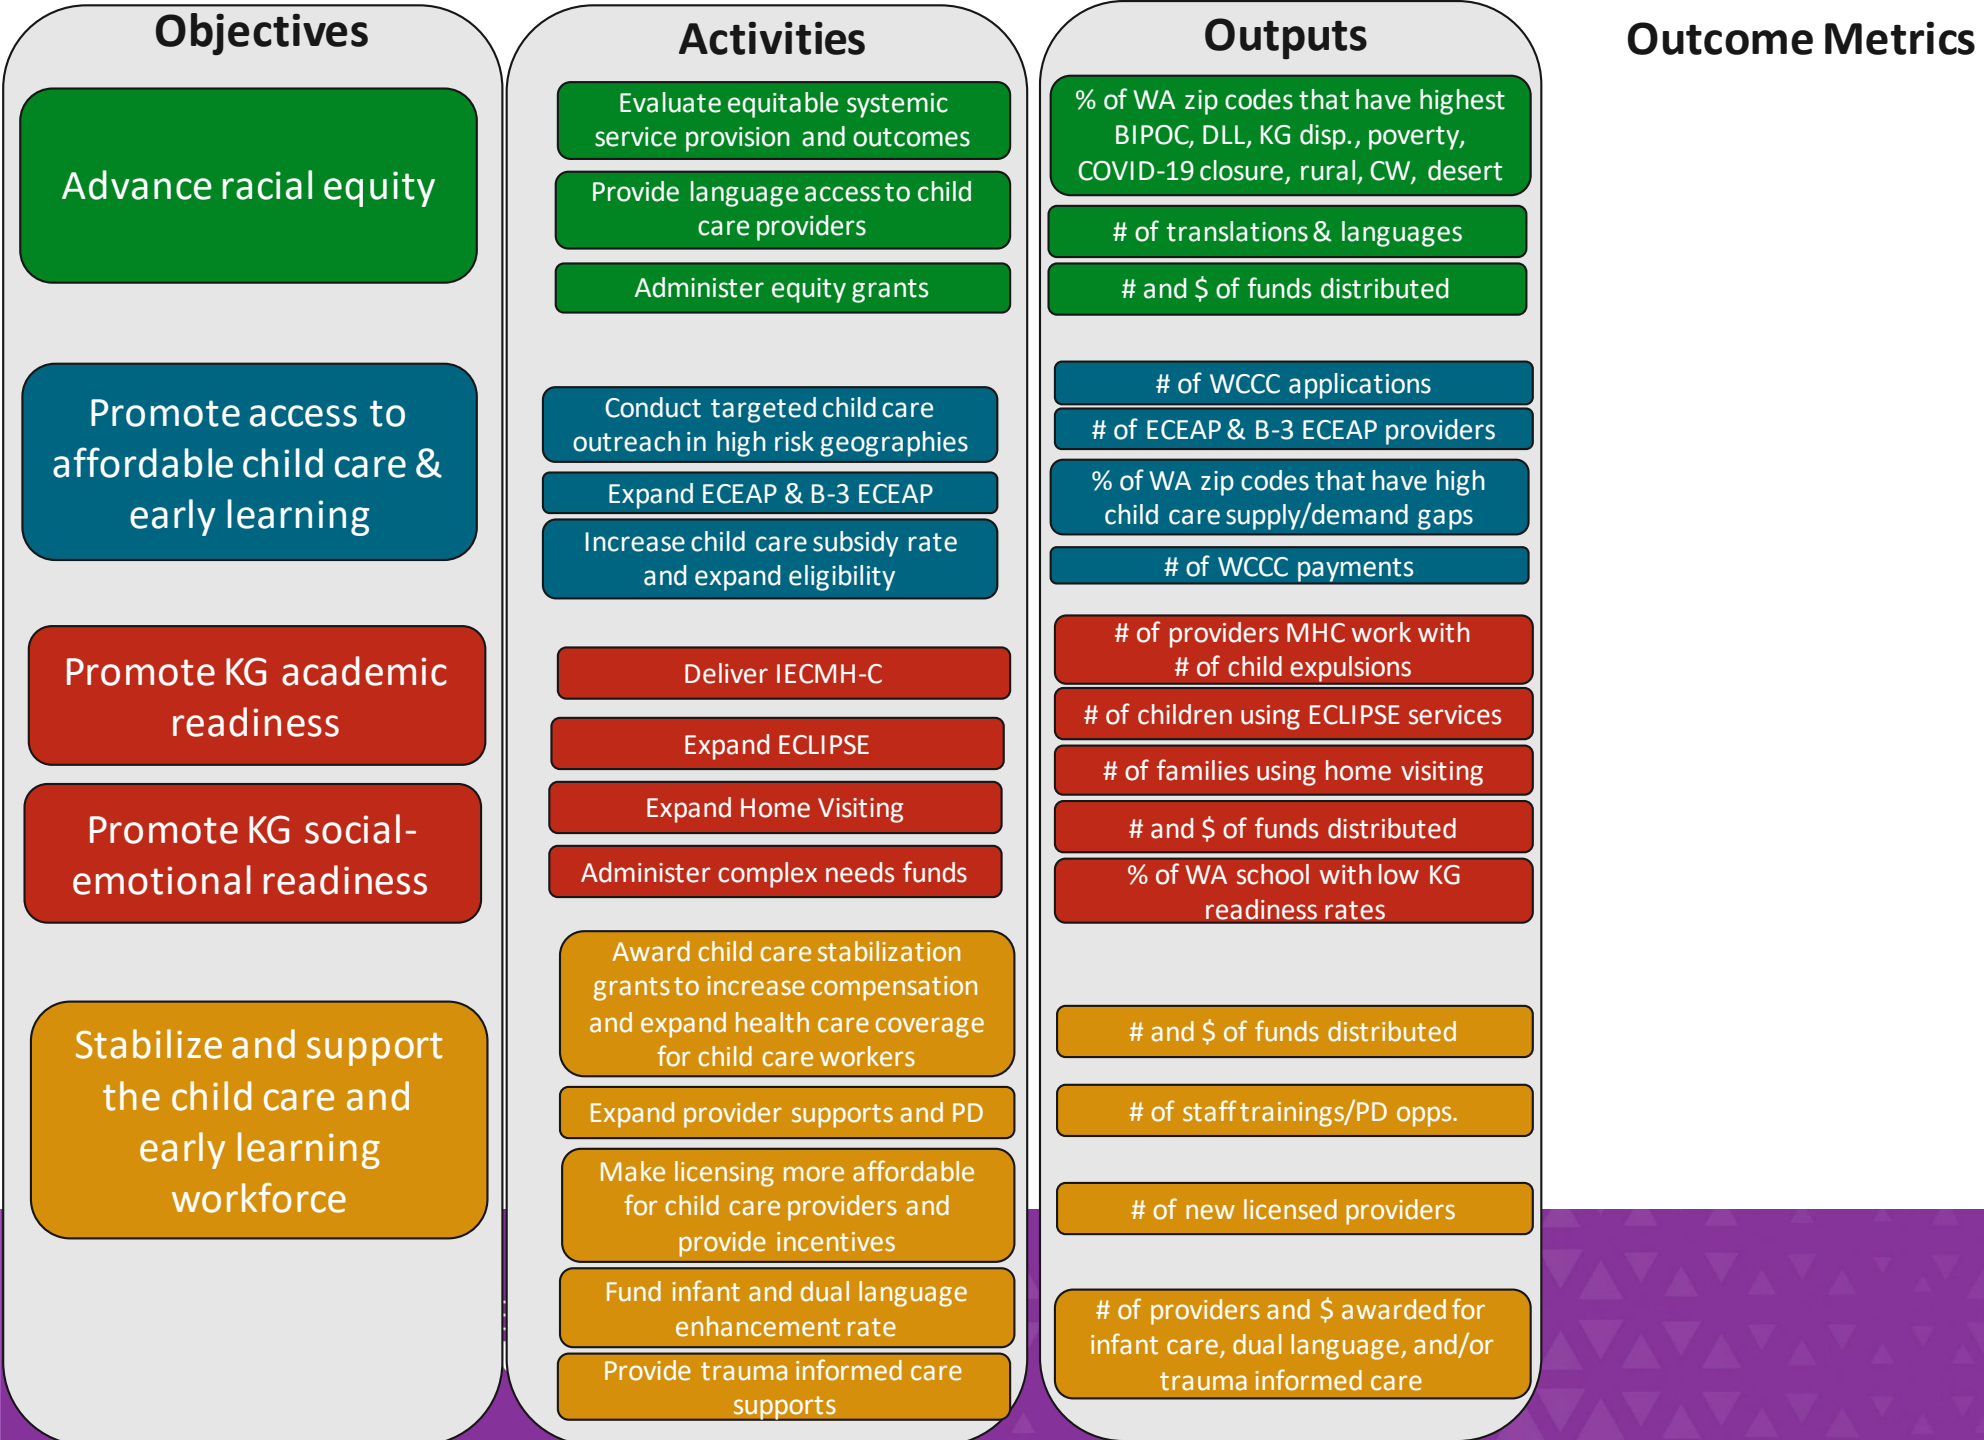 Objectives
Advance racial equity
Promote access to
affordable child care &
early learning
Promote KG academic
readiness
Promote KG social-
emotional readiness
Stabilize and support
the child care and
early learning
workforce
Activities
Evaluate equitable systemic
service provision and outcomes
Provide language access to child
care providers
Administer equity grants
Conduct targeted child care
outreach in high risk geographies
Expand ECEAP & B-3 ECEAP
Increase child care subsidy rate
and expand eligibility
Deliver IECMH-C
Expand ECLIPSE
Expand Home Visiting
Administer complex needs funds
Award child care stabilization
grants to increase compensation
and expand health care coverage
for child care workers
Expand provider supports and PD
Make licensing more affordable
for child care providers and
provide incentives
Fund infant and dual language
enhancement rate
Provide trauma informed care
supports
Outputs
% of WA zip codes that have highest
BIPOC, DLL, KG disp., poverty,
COVID-19 closure, rural, CW, desert
# of translations & languages
# and $ of funds distributed
# of WCCC applications
# of ECEAP & B-3 ECEAP providers
% of WA zip codes that have high
child care supply/demand gaps
# of WCCC payments
# of providers MHC work with
# of child expulsions
# of children using ECLIPSE services
# of families using home visiting
# and $ of funds distributed
% of WA school with low KG
readiness rates
# and $ of funds distributed
# of staff trainings/PD opps.
# of new licensed providers
# of providers and $ awarded for
infant care, dual language, and/or
trauma informed care
Outcome Metrics